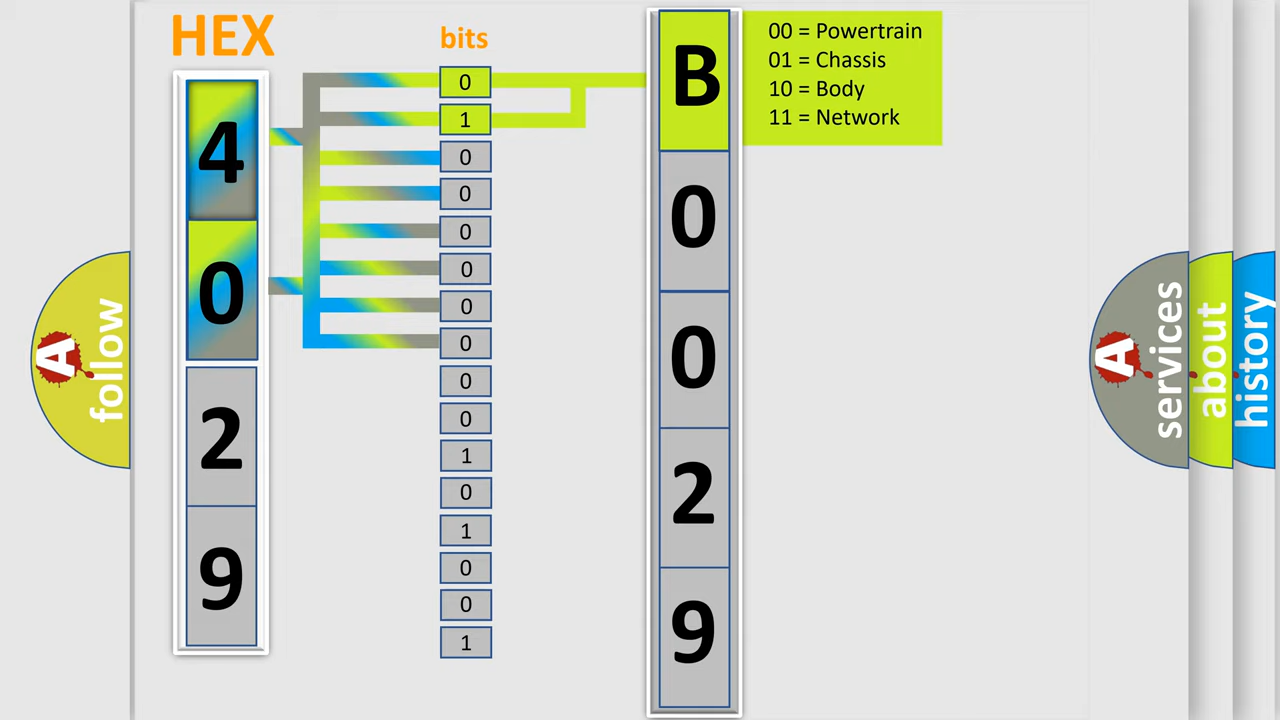 HEX
bits
4
0
2
9
0
1
0
0
0
0
0
0
0
0
1
0
1
0
0
1
B
0
0
2
9
00 = Powertrain
01 = Chassis
10 = Body
11 = Network
A
follow
A
services
about
history